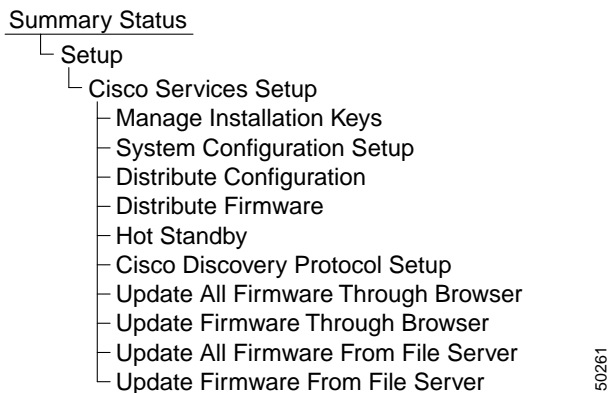 Summary Status
Setup
Cisco Services Setup
Manage Installation Keys
System Configuration Setup
Distribute Configuration
Distribute Firmware
Hot Standby
Cisco Discovery Protocol Setup
Update All Firmware Through Browser
Update Firmware Through Browser
Update All Firmware From File Server
Update Firmware From File Server
50261